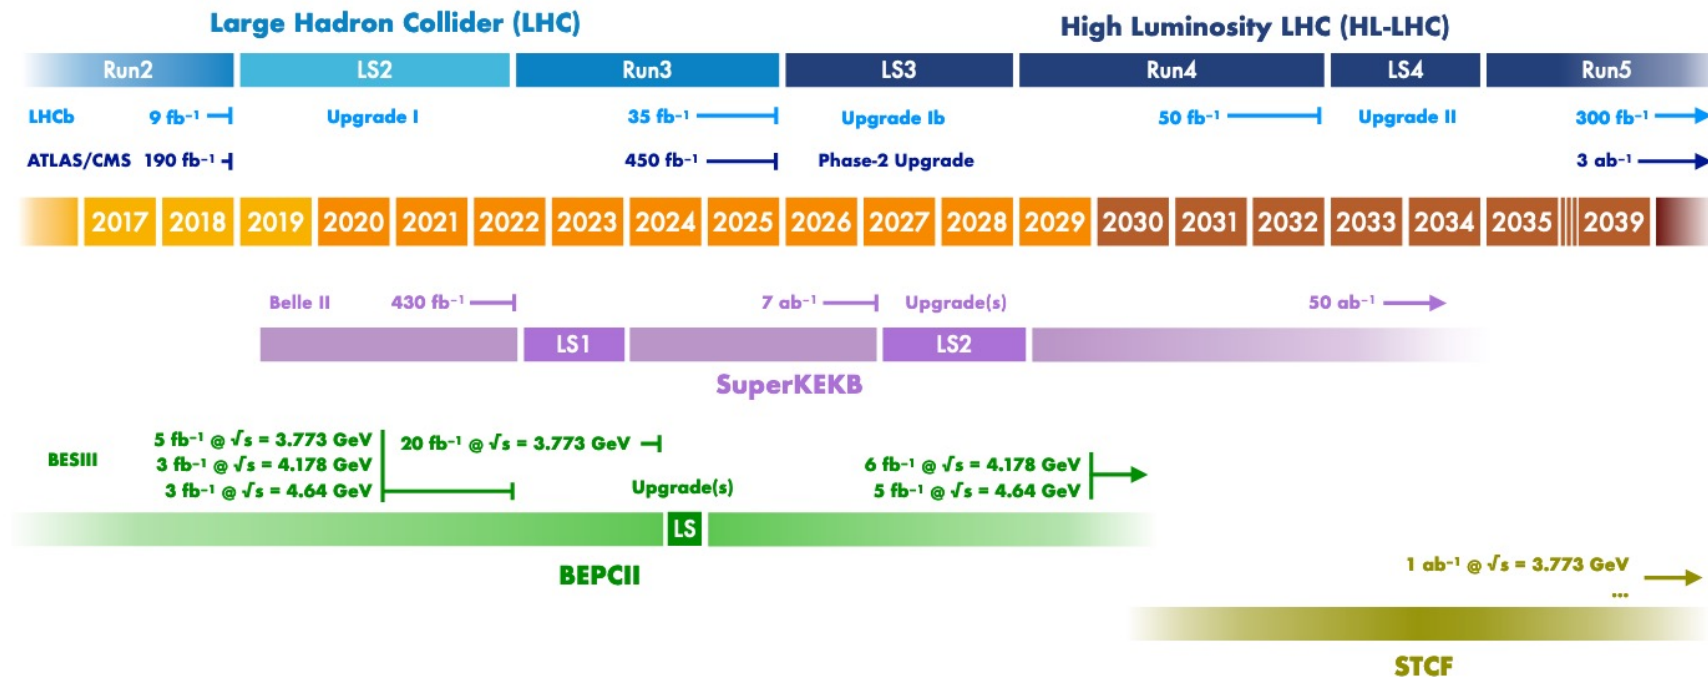 Large Hadron Collider (LHC) High Luminosity LHC (HL-LHC)
Run2 LS2 Run3 LS3 Run4 LS4 Run5
LHCb 9 fb⁻¹ Upgrade I 35 fb⁻¹ Upgrade Ib 50 fb⁻¹ Upgrade II 300 fb⁻¹
ATLAS/CMS 190 fb⁻¹ 450 fb⁻¹ Phase-2 Upgrade 3 ab⁻¹
2017 2018 2019 2020 2021 2022 2023 2024 2025 2026 2027 2028 2029 2030 2031 2032 2033 2034 2035 2039
Belle II 430 fb⁻¹ 7 ab⁻¹ Upgrade(s) 50 ab⁻¹
LS1 LS2
SuperKEKB
BESIII
5 fb⁻¹ @ √s = 3.773 GeV
3 fb⁻¹ @ √s = 4.178 GeV
3 fb⁻¹ @ √s = 4.64 GeV
20 fb⁻¹ @ √s = 3.773 GeV
Upgrade(s)
6 fb⁻¹ @ √s = 4.178 GeV
5 fb⁻¹ @ √s = 4.64 GeV
LS
BEPCII
1 ab⁻¹ @ √s = 3.773 GeV
...
STCF